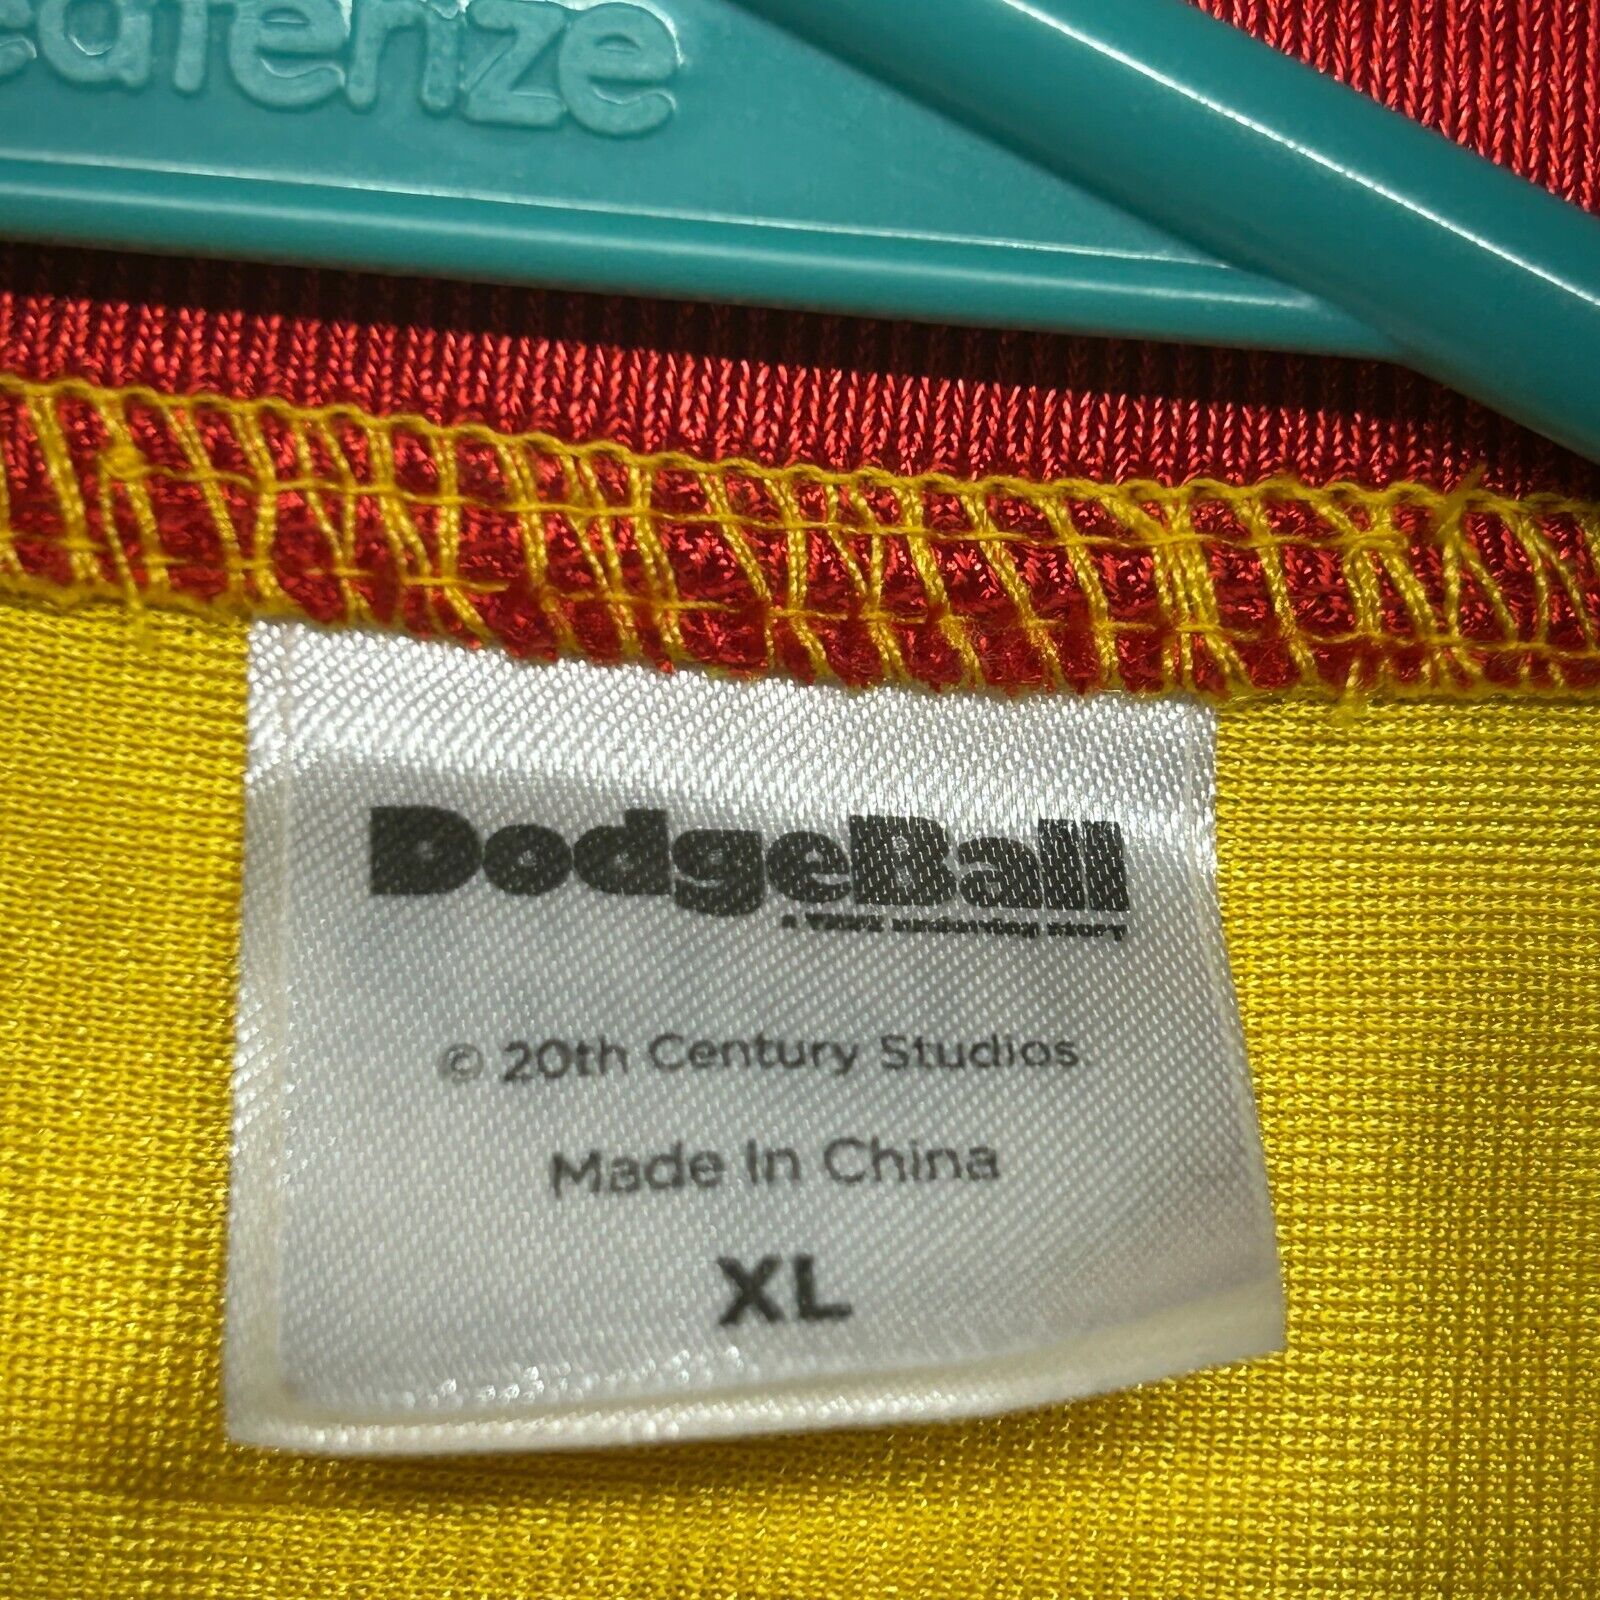 DodgeBall
© 20th Century Studios.
Made In China
XL